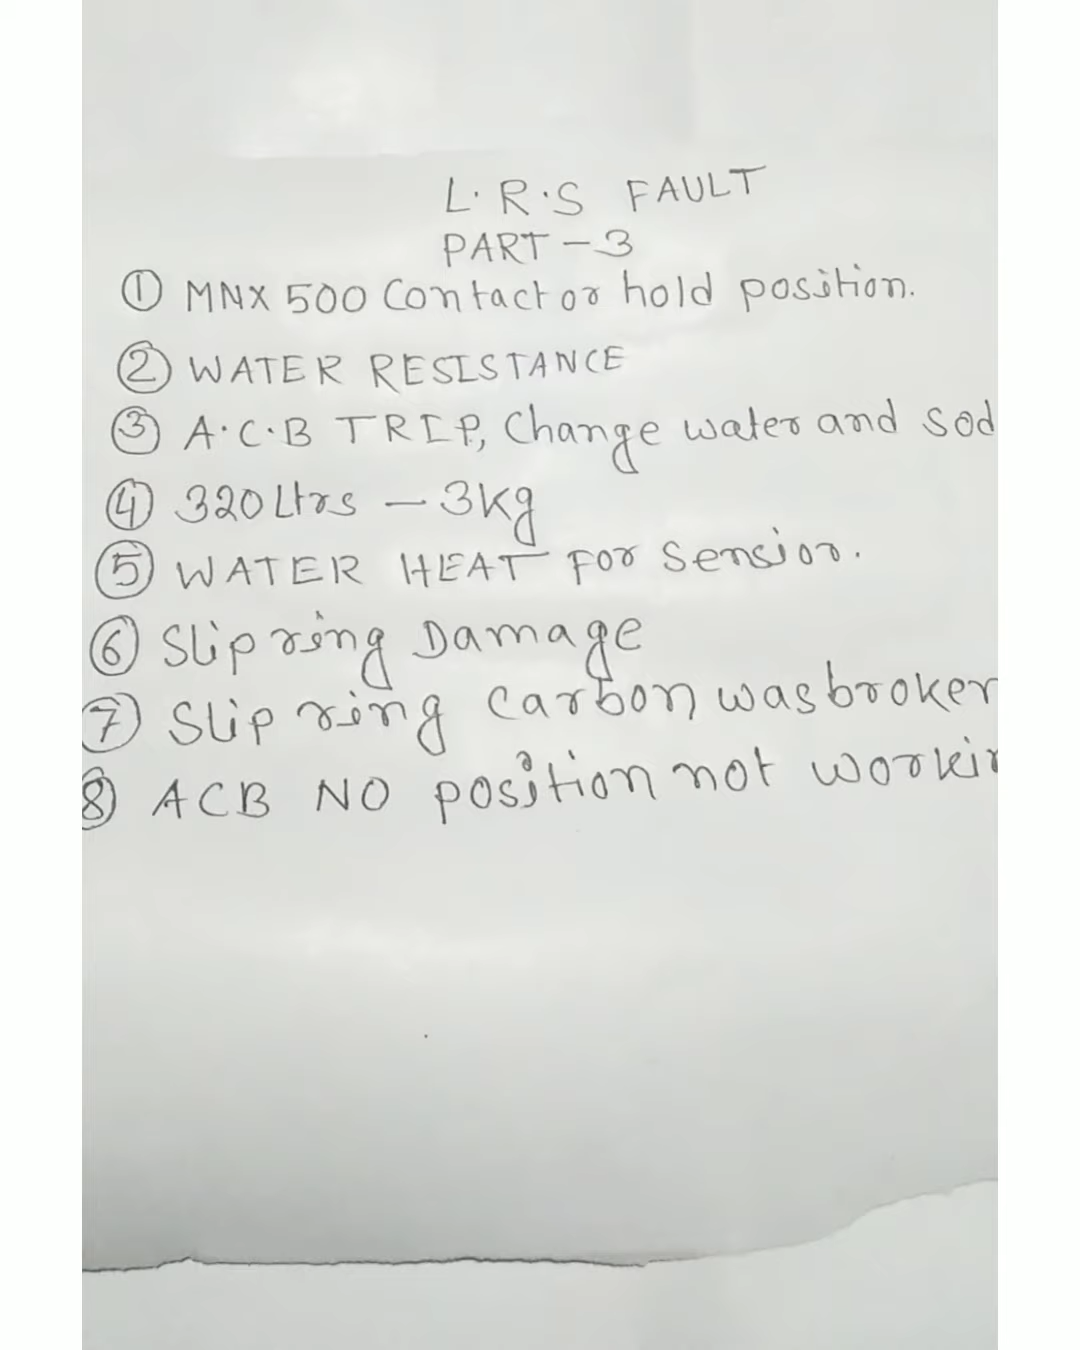 L.R.S FAULT
PART - 3
① MNX 500 Contactor hold position.
② WATER RESISTANCE
③ A.C.B TRIP, Change water and sod
④ 320 Ltrs - 3kg
⑤ WATER HEAT For Sensior.
⑥ Slip ring Damage
⑦ Slip ring Carbon was broken
⑧ ACB NO position not workin